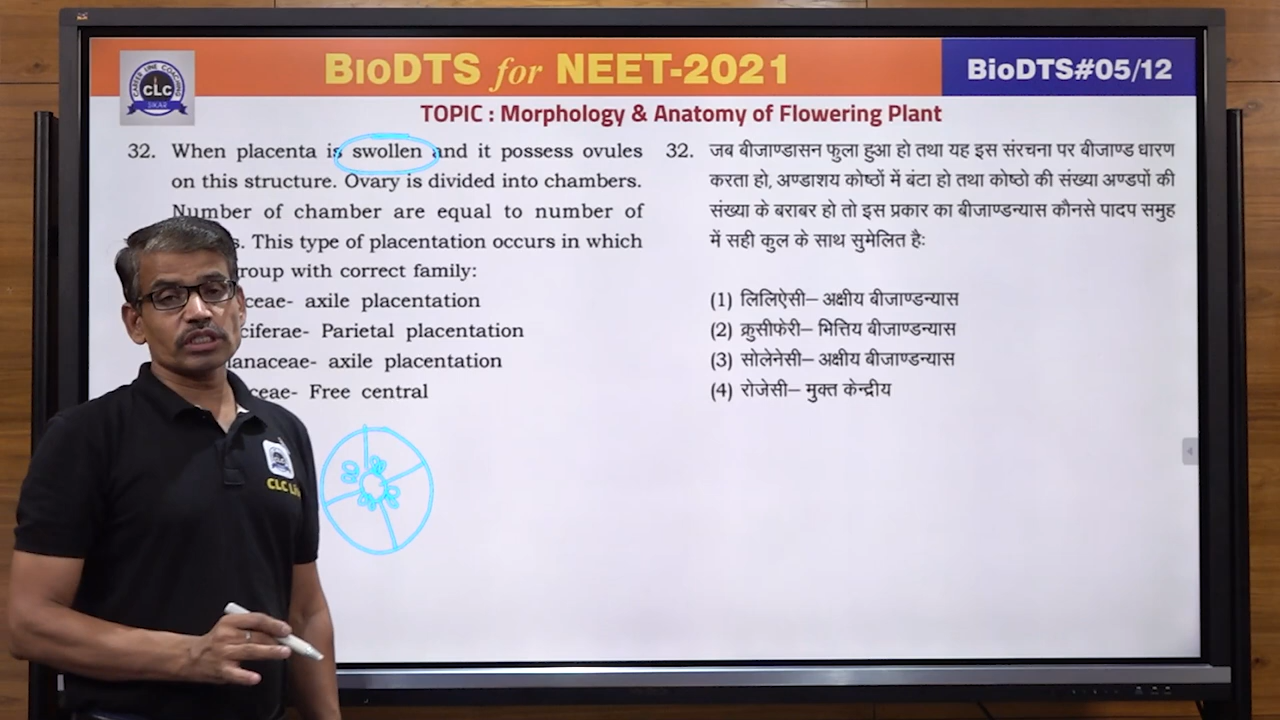 BIODTS for NEET-2021
BioDTS#05/12
CAREER LINE COACHING
CLC
SIKAR
TOPIC : Morphology & Anatomy of Flowering Plant
32. When placenta is swollen and it possess ovules
on this structure. Ovary is divided into chambers.
Number of chamber are equal to number of
This type of placentation occurs in which
group with correct family:
axile placentation
Parietal placentation
axile placentation
Free central
32. जब बीजाण्डासन फुला हुआ हो तथा यह इस संरचना पर बीजाण्ड धारण
करता हो, अण्डाशय कोष्ठों में बंटा हो तथा कोष्ठो की संख्या अण्डपों की
संख्या के बराबर हो तो इस प्रकार का बीजाण्डन्यास कौनसे पादप समुह
में सही कुल के साथ सुमेलित है:
(1) लिलिऐसी– अक्षीय बीजाण्डन्यास
(2) क्रुसीफेरी– भित्तिय बीजाण्डन्यास
(3) सोलेनेसी– अक्षीय बीजाण्डन्यास
(4) रोजेसी– मुक्त केन्द्रीय
CLC